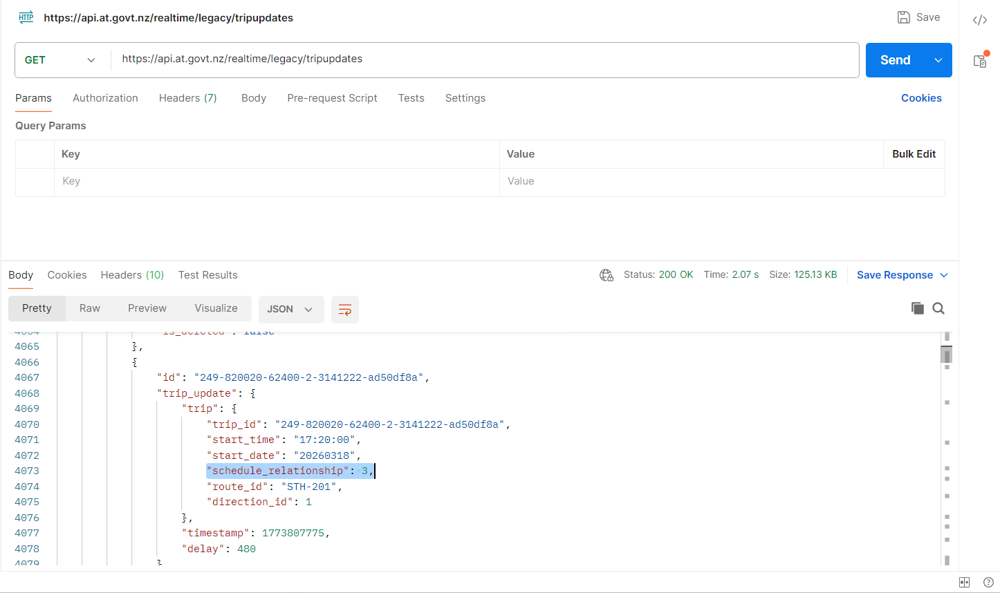 HTTP https://api.at.govt.nz/realtime/legacy/tripupdates Save
GET https://api.at.govt.nz/realtime/legacy/tripupdates Send
Params Authorization Headers (7) Body Pre-request Script Tests Settings Cookies
Query Params
Key Value Bulk Edit
Key Value
Body Cookies Headers (10) Test Results Status: 200 OK Time: 2.07 s Size: 125.13 KB Save Response
Pretty Raw Preview Visualize JSON
4064 "is_deleted": false
4065 },
4066 {
4067 "id": "249-820020-62400-2-3141222-ad50df8a",
4068 "trip_update": {
4069 "trip": {
4070 "trip_id": "249-820020-62400-2-3141222-ad50df8a",
4071 "start_time": "17:20:00",
4072 "start_date": "20260318",
4073 "schedule_relationship": 3,
4074 "route_id": "STH-201",
4075 "direction_id": 1
4076 },
4077 "timestamp": 1773807775,
4078 "delay": 480
4079 }